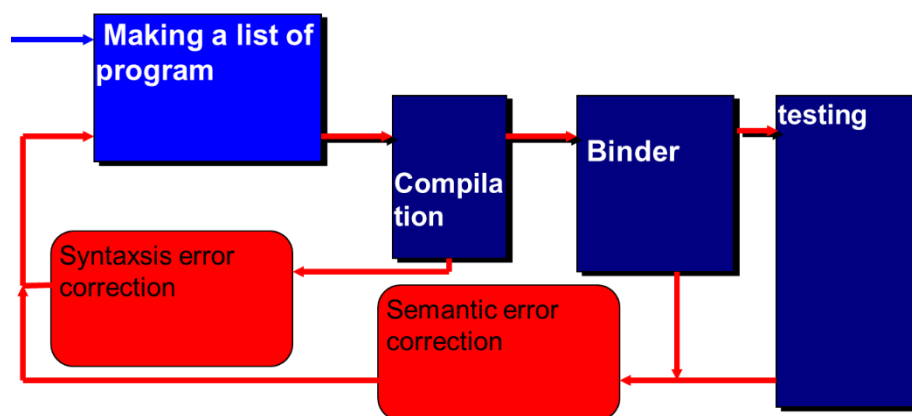 Making a list of
program
Compila
tion
Binder
testing
Syntaxsis error
correction
Semantic error
correction